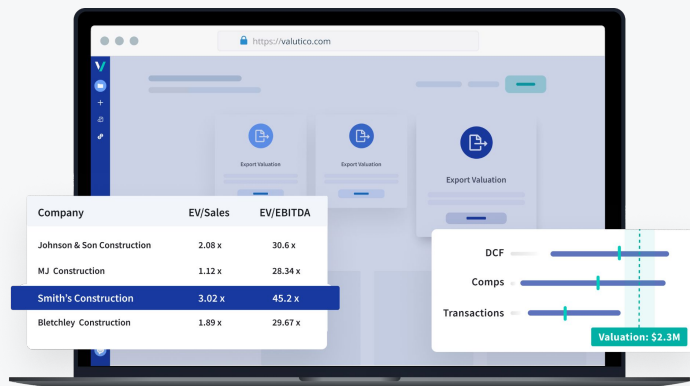 https://valutico.com
Export Valuation
Export Valuation
Export Valuation
Company EV/Sales EV/EBITDA
Johnson & Son Construction 2.08 x 30.6 x
MJ Construction 1.12 x 28.34 x
Smith's Construction 3.02 x 45.2 x
Bletchley Construction 1.89 x 29.67 x
DCF
Comps
Transactions
Valuation: $2.3M